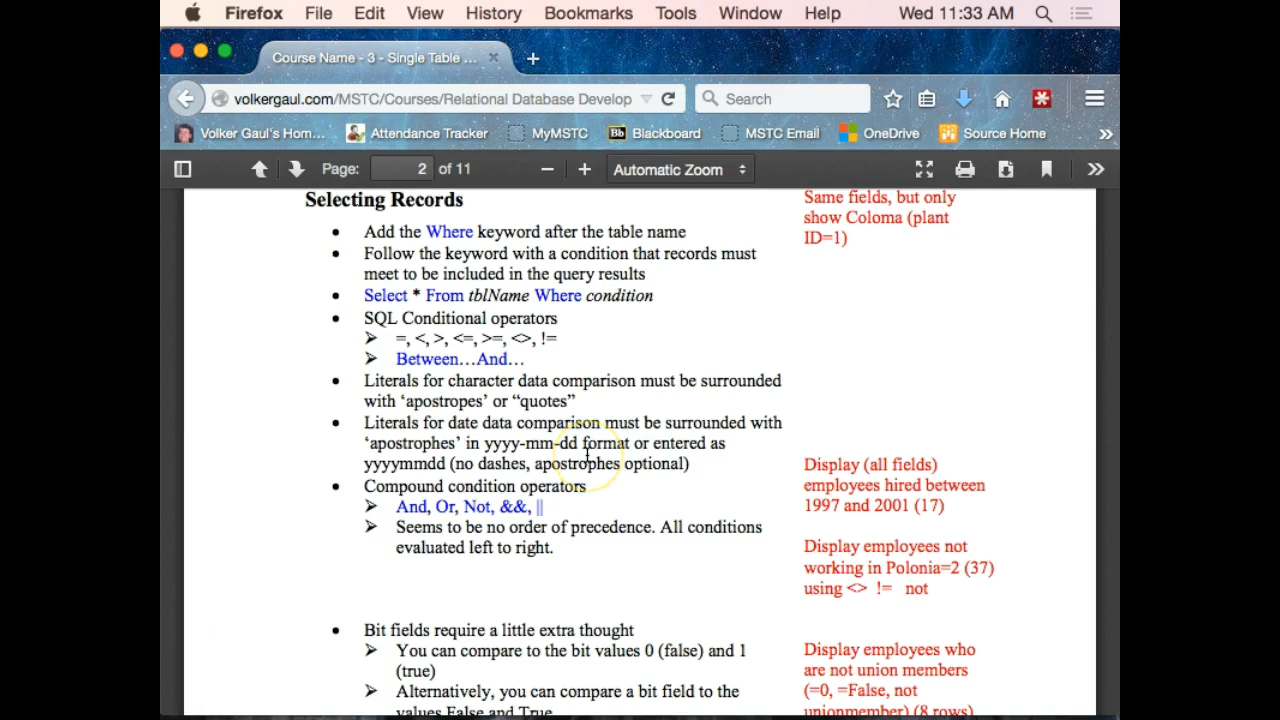 Firefox File Edit View History Bookmarks Tools Window Help Wed 11:33 AM
Course Name - 3 - Single Table ...
volkergaul.com/MSTC/Courses/Relational Database Develop Search
Volker Gaul's Hom... Attendance Tracker MyMSTC Bb Blackboard MSTC Email OneDrive Source Home
Page: 2 of 11 Automatic Zoom
Selecting Records
• Add the Where keyword after the table name
• Follow the keyword with a condition that records must
meet to be included in the query results
• Select * From tblName Where condition
• SQL Conditional operators
➢ =, <, >, <=, >=, <>, !=
➢ Between…And…
• Literals for character data comparison must be surrounded
with ‘apostropes’ or “quotes”
• Literals for date data comparison must be surrounded with
‘apostrophes’ in yyyy-mm-dd format or entered as
yyyymmdd (no dashes, apostrophes optional)
• Compound condition operators
➢ And, Or, Not, &&, ||
➢ Seems to be no order of precedence. All conditions
evaluated left to right.
• Bit fields require a little extra thought
➢ You can compare to the bit values 0 (false) and 1
(true)
➢ Alternatively, you can compare a bit field to the
values False and True
Same fields, but only
show Coloma (plant
ID=1)
Display (all fields)
employees hired between
1997 and 2001 (17)
Display employees not
working in Polonia=2 (37)
using <> != not
Display employees who
are not union members
(=0, =False, not
unionmember) (8 rows)